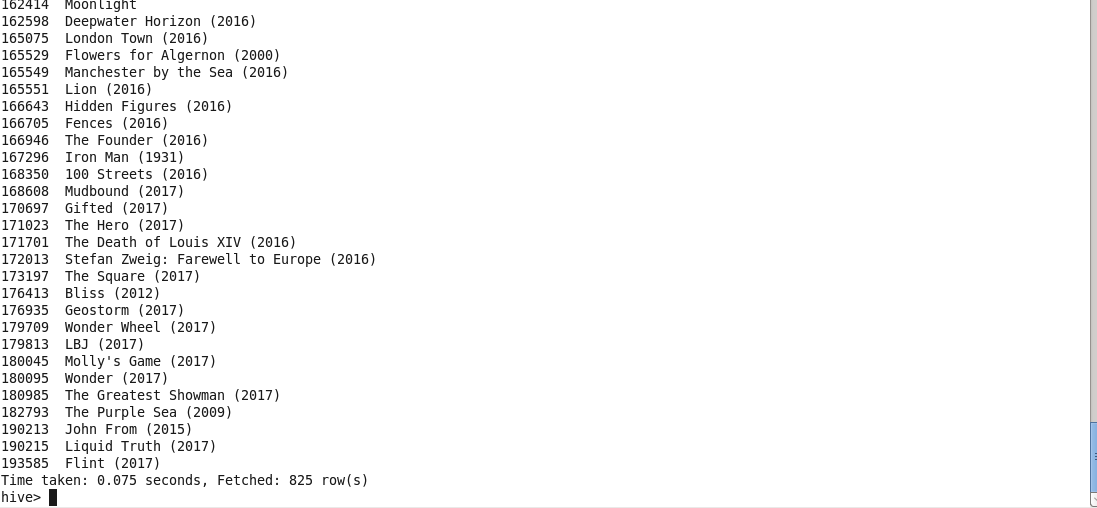 162414  Moonlight
162598  Deepwater Horizon (2016)
165075  London Town (2016)
165529  Flowers for Algernon (2000)
165549  Manchester by the Sea (2016)
165551  Lion (2016)
166643  Hidden Figures (2016)
166705  Fences (2016)
166946  The Founder (2016)
167296  Iron Man (1931)
168350  100 Streets (2016)
168608  Mudbound (2017)
170697  Gifted (2017)
171023  The Hero (2017)
171701  The Death of Louis XIV (2016)
172013  Stefan Zweig: Farewell to Europe (2016)
173197  The Square (2017)
176413  Bliss (2012)
176935  Geostorm (2017)
179709  Wonder Wheel (2017)
179813  LBJ (2017)
180045  Molly's Game (2017)
180095  Wonder (2017)
180985  The Greatest Showman (2017)
182793  The Purple Sea (2009)
190213  John From (2015)
190215  Liquid Truth (2017)
193585  Flint (2017)
Time taken: 0.075 seconds, Fetched: 825 row(s)
hive>